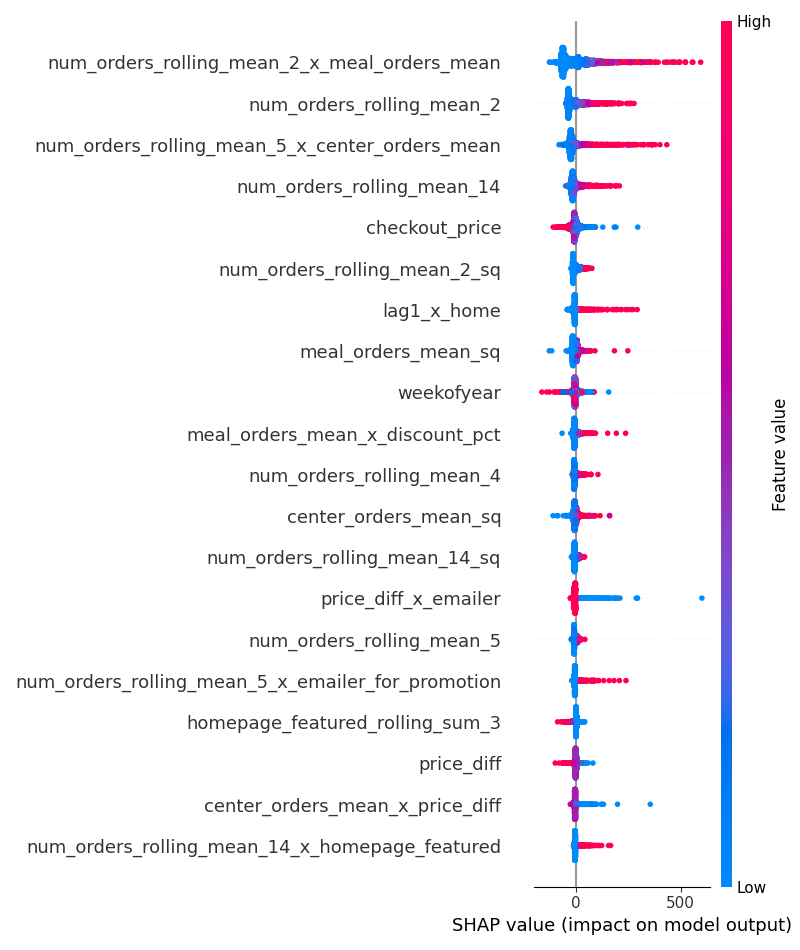 High
num_orders_rolling_mean_2_x_meal_orders_mean
num_orders_rolling_mean_2
num_orders_rolling_mean_5_x_center_orders_mean
num_orders_rolling_mean_14
checkout_price
num_orders_rolling_mean_2_sq
lag1_x_home
meal_orders_mean_sq
weekofyear
meal_orders_mean_x_discount_pct
num_orders_rolling_mean_4
center_orders_mean_sq
num_orders_rolling_mean_14_sq
price_diff_x_emailer
num_orders_rolling_mean_5
num_orders_rolling_mean_5_x_emailer_for_promotion
homepage_featured_rolling_sum_3
price_diff
center_orders_mean_x_price_diff
num_orders_rolling_mean_14_x_homepage_featured
Feature value
Low
0 500
SHAP value (impact on model output)